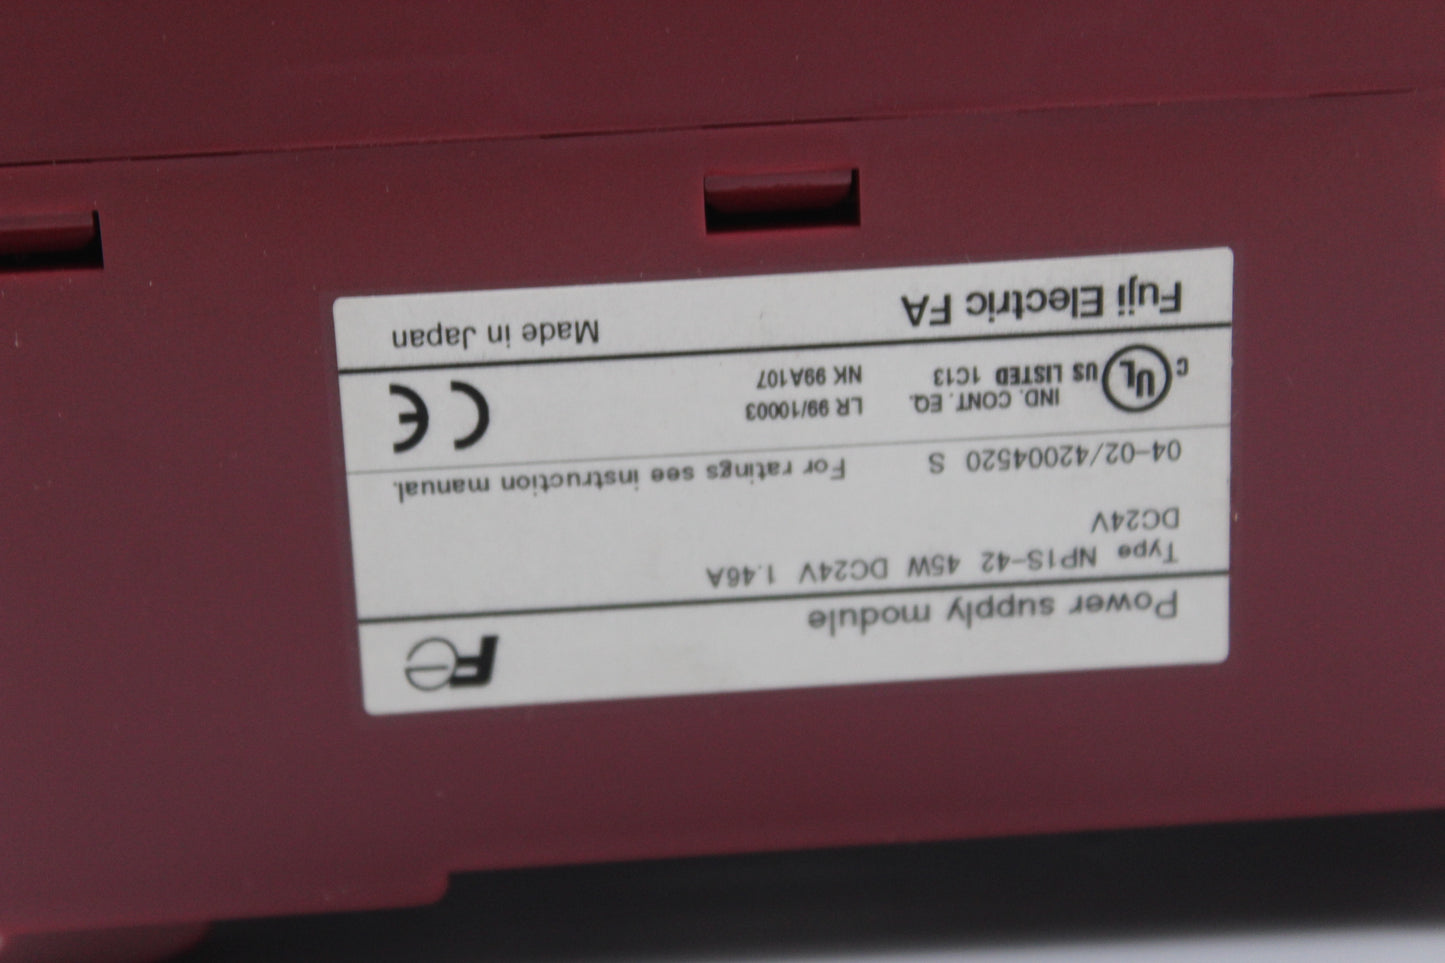 Power supply module
Fe
Type NP1S-42 45W DC24V 1.46A
DC24V
04-02/42004520 S For ratings see instruction manual.
C UL US LISTED 1C13
IND. CONT. EQ.
LR 99/10003
NK 99A107
CE
Fuji Electric FA Made in Japan